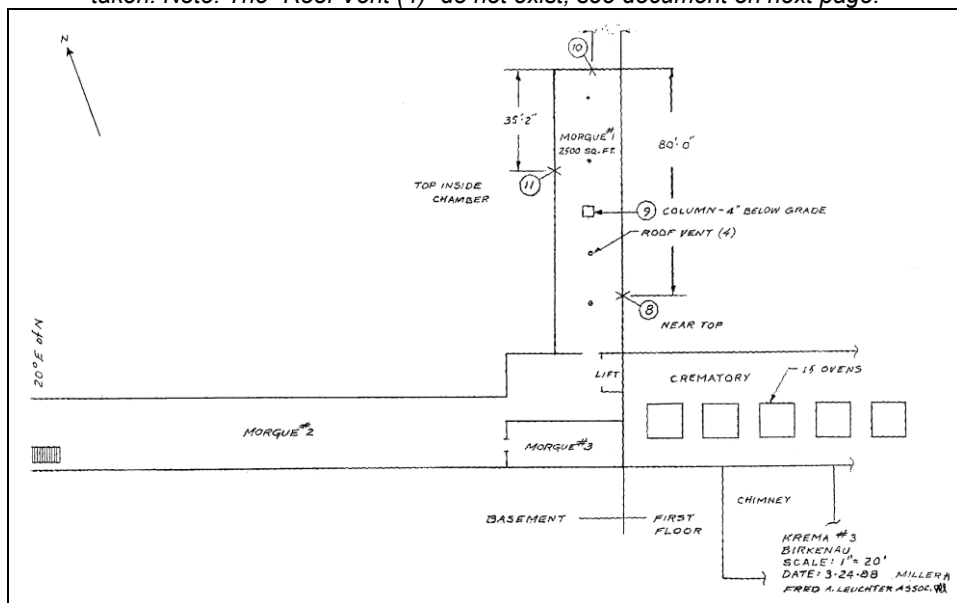 taken. Note: The "Roof Vent (4)" do not exist, see document on next page.
N
10
35'-2"
MORGUE #1
2500 SQ. FT.
80'-0"
11
TOP INSIDE
CHAMBER
9 COLUMN - 4" BELOW GRADE
ROOF VENT (4)
8
NEAR TOP
20° E of N
LIFT
CREMATORY
15 OVENS
MORGUE #2
MORGUE #3
CHIMNEY
BASEMENT
FIRST
FLOOR
KREMA #3
BIRKENAU
SCALE: 1" = 20'
DATE: 3-24-88 MILLER
FRED A. LEUCHTER ASSOC.